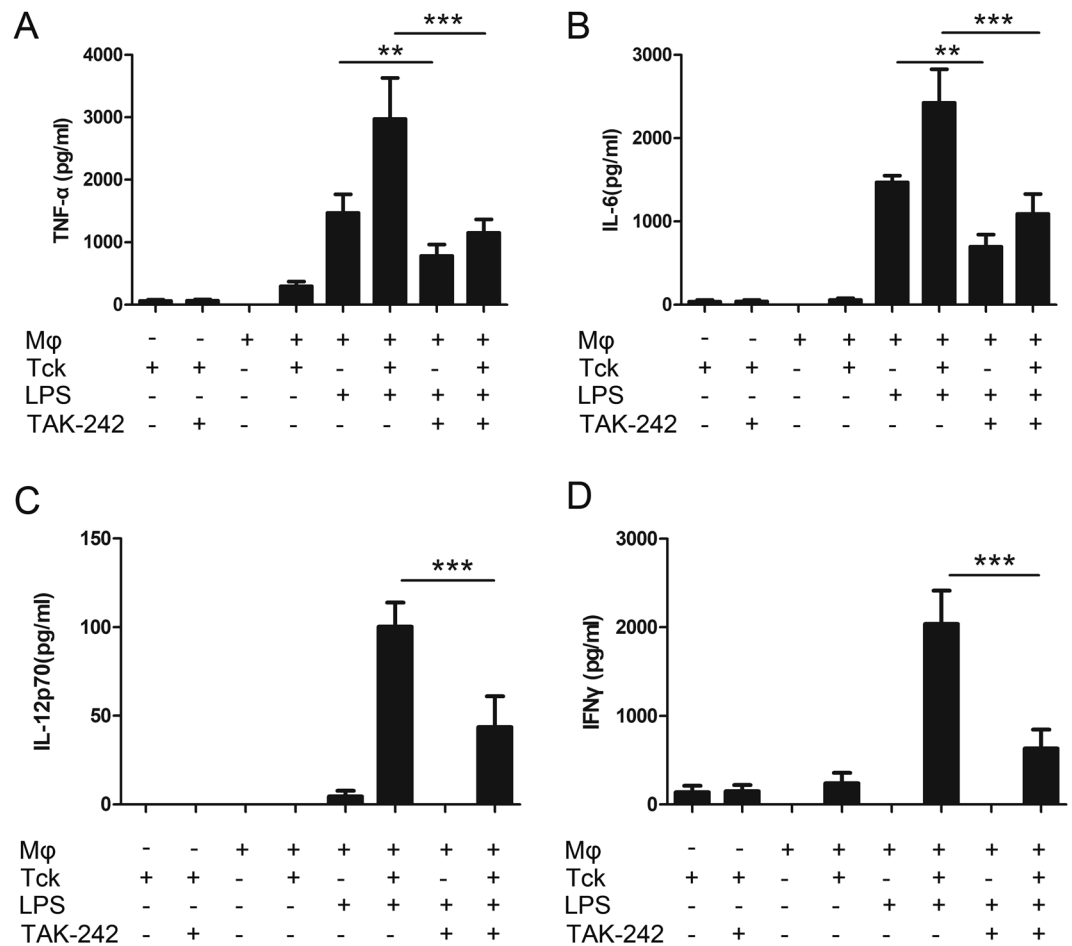 A
B
***
**
4000
3000
2000
1000
0
TNF-α (pg/ml)
Mφ - - + + + + + +
Tck + + - + - + - +
LPS - - - - + + + +
TAK-242 - + - - - - + +
***
**
3000
2000
1000
0
IL-6(pg/ml)
Mφ - - + + + + + +
Tck + + - + - + - +
LPS - - - - + + + +
TAK-242 - + - - - - + +
C
D
***
150
100
50
0
IL-12p70(pg/ml)
Mφ - - + + + + + +
Tck + + - + - + - +
LPS - - - - + + + +
TAK-242 - + - - - - + +
***
3000
2000
1000
0
IFNγ (pg/ml)
Mφ - - + + + + + +
Tck + + - + - + - +
LPS - - - - + + + +
TAK-242 - + - - - - + +